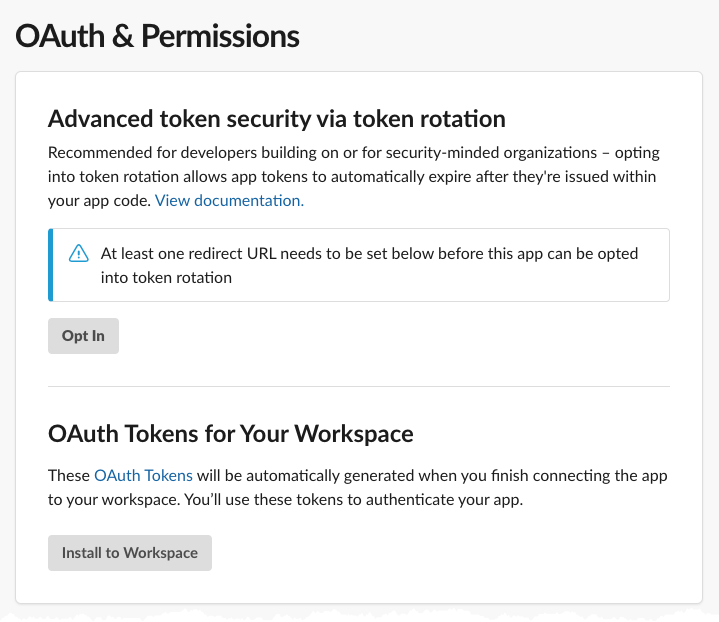 OAuth & Permissions
Advanced token security via token rotation
Recommended for developers building on or for security-minded organizations – opting
into token rotation allows app tokens to automatically expire after they're issued within
your app code. View documentation.
At least one redirect URL needs to be set below before this app can be opted
into token rotation
Opt In
OAuth Tokens for Your Workspace
These OAuth Tokens will be automatically generated when you finish connecting the app
to your workspace. You’ll use these tokens to authenticate your app.
Install to Workspace